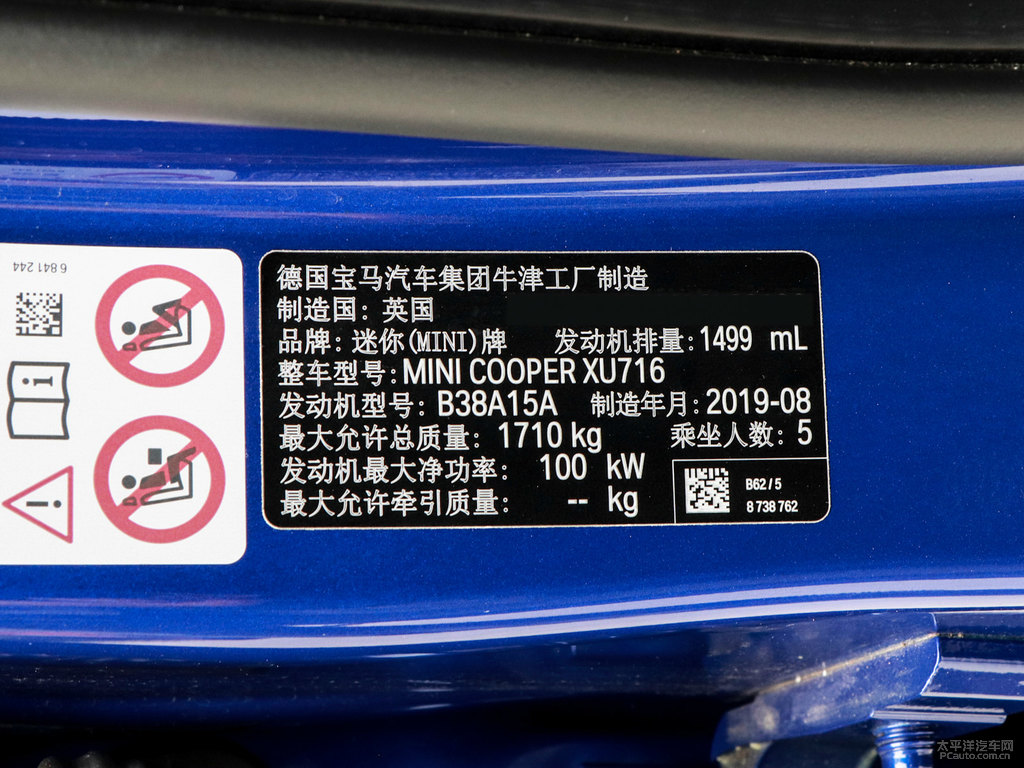 6 841 244
德国宝马汽车集团牛津工厂制造
制造国：英国
品牌：迷你(MINI)牌 发动机排量:1499 mL
整车型号:MINI COOPER XU716
发动机型号: B38A15A 制造年月:2019-08
最大允许总质量: 1710 kg 乘坐人数: 5
发动机最大净功率: 100 kW
最大允许牵引质量: -- kg
B62/5
8 738 762
太平洋汽车网
PCauto.com.cn